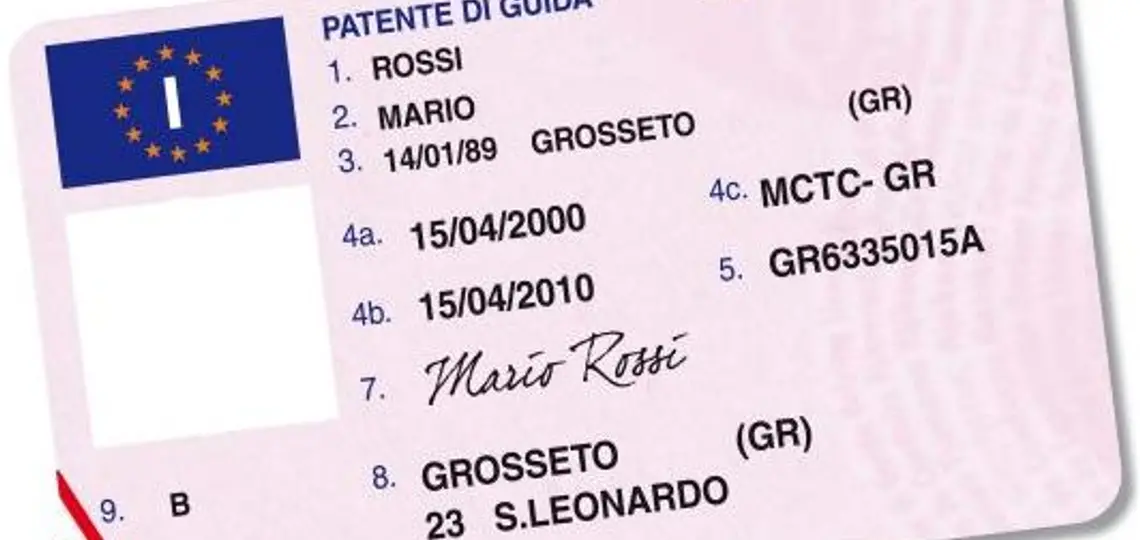 PATENTE DI GUIDA
I
1. ROSSI
2. MARIO
3. 14/01/89 GROSSETO (GR)
4a. 15/04/2000 4c. MCTC- GR
4b. 15/04/2010 5. GR6335015A
7. Mario Rossi
8. GROSSETO (GR)
23 S.LEONARDO
9. B